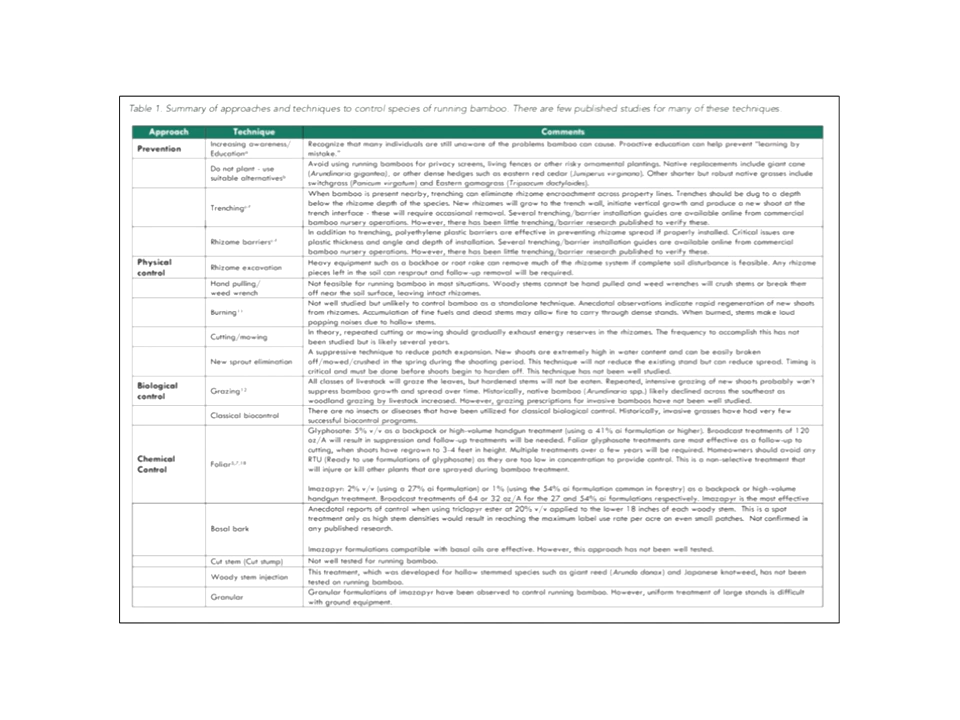 Table 1. Summary of approaches and techniques to control species of running bamboo. There are few published studies for many of these techniques.
Approach Technique Comments
Prevention
Increasing awareness/
Education
Recognize that many individuals are still unaware of the problems bamboo can cause. Proactive education can help prevent "learning by
mistake."
Do not plant - use
suitable alternatives
Avoid using running bamboos for privacy screens, living fences or other risky ornamental plantings. Native replacements include giant cane
(Arundinaria gigantea), or other dense hedges such as eastern red cedar (Juniperus virginana). Other shorter but robust native grasses include
switchgrass (Panicum virgatum) and Eastern gamagrass (Tripsacum dactyloides).
Trenching
When bamboo is present nearby, trenching can eliminate rhizome encroachment across property lines. Trenches should be dug to a depth
below the rhizome depth of the species. New rhizomes will grow to the trench wall, initiate vertical growth and produce a new shoot at the
trench interface - these will require occasional removal. Several trenching/barrier installation guides are available online from commercial
bamboo nursery operations. However, there has been little trenching/barrier research published to verify these.
Rhizome barriers
In addition to trenching, polyethylene plastic barriers are effective in preventing rhizome spread if properly installed. Critical issues are
plastic thickness and angle and depth of installation. Several trenching/barrier installation guides are available online from commercial
bamboo nursery operations. However, there has been little trenching/barrier research published to verify these.
Physical
control
Rhizome excavation
Heavy equipment such as a backhoe or root rake can remove much of the rhizome system if complete soil disturbance is feasible. Any rhizome
pieces left in the soil can resprout and follow-up removal will be required.
Hand pulling/
weed wrench
Not feasible for running bamboo in most situations. Woody stems cannot be hand pulled and weed wrenches will crush stems or break them
off near the soil surface, leaving intact rhizomes.
Burning
Not well studied but unlikely to control bamboo as a standalone technique. Anecdotal observations indicate rapid regeneration of new shoots
from rhizomes. Accumulation of fine fuels and dead stems may allow fire to carry through dense stands. When burned, stems make loud
popping noises due to hollow stems.
Cutting/mowing
In theory, repeated cutting or mowing should gradually exhaust energy reserves in the rhizomes. The frequency to accomplish this has not
been studied but is likely several years.
New sprout elimination
A suppressive technique to reduce patch expansion. New shoots are extremely high in water content and can be easily broken
off/mowed/crushed in the spring during the shooting period. This technique will not reduce the existing stand but can reduce spread. Timing is
critical and must be done before shoots begin to harden off. This technique has not been well studied.
Biological
control
Grazing
All classes of livestock will graze the leaves, but hardened stems will not be eaten. Repeated, intensive grazing of new shoots probably won't
suppress bamboo growth and spread over time. Historically, native bamboo (Arundinaria spp.) likely declined across the southeast as
woodland grazing by livestock increased. However, grazing prescriptions for invasive bamboos have not been well studied.
Classical biocontrol
There are no insects or diseases that have been utilized for classical biological control. Historically, invasive grasses have had very few
successful biocontrol programs.
Chemical
Control
Foliar
Glyphosate: 5% v/v as a backpack or high-volume handgun treatment (using a 41% ai formulation or higher). Broadcast treatments of 120
oz/A will result in suppression and follow-up treatments will be needed. Foliar glyphosate treatments are most effective as a follow-up to
cutting, when shoots have regrown to 3-4 feet in height. Multiple treatments over a few years will be required. Homeowners should avoid any
RTU (Ready to use formulations of glyphosate) as they are too low in concentration to provide control. This is a non-selective treatment that
will injure or kill other plants that are sprayed during bamboo treatment.
Imazapyr: 2% v/v (using a 27% ai formulation) or 1% (using the 54% ai formulation common in forestry) as a backpack or high-volume
handgun treatment. Broadcast treatments of 64 or 32 oz/A for the 27 and 54% ai formulations respectively. Imazapyr is the most effective
Basal bark
Anecdotal reports of control when using triclopyr ester at 20% v/v applied to the lower 18 inches of each woody stem. This is a spot
treatment only as high stem densities would result in reaching the maximum label use rate per acre on even small patches. Not confirmed in
any published research.
Imazapyr formulations compatible with basal oils are effective. However, this approach has not been well tested.
Cut stem (Cut stump)
Not well tested for running bamboo.
Woody stem injection
This treatment, which was developed for hollow stemmed species such as giant reed (Arundo donax) and Japanese knotweed, has not been
tested on running bamboo.
Granular
Granular formulations of imazapyr have been observed to control running bamboo. However, uniform treatment of large stands is difficult
with ground equipment.